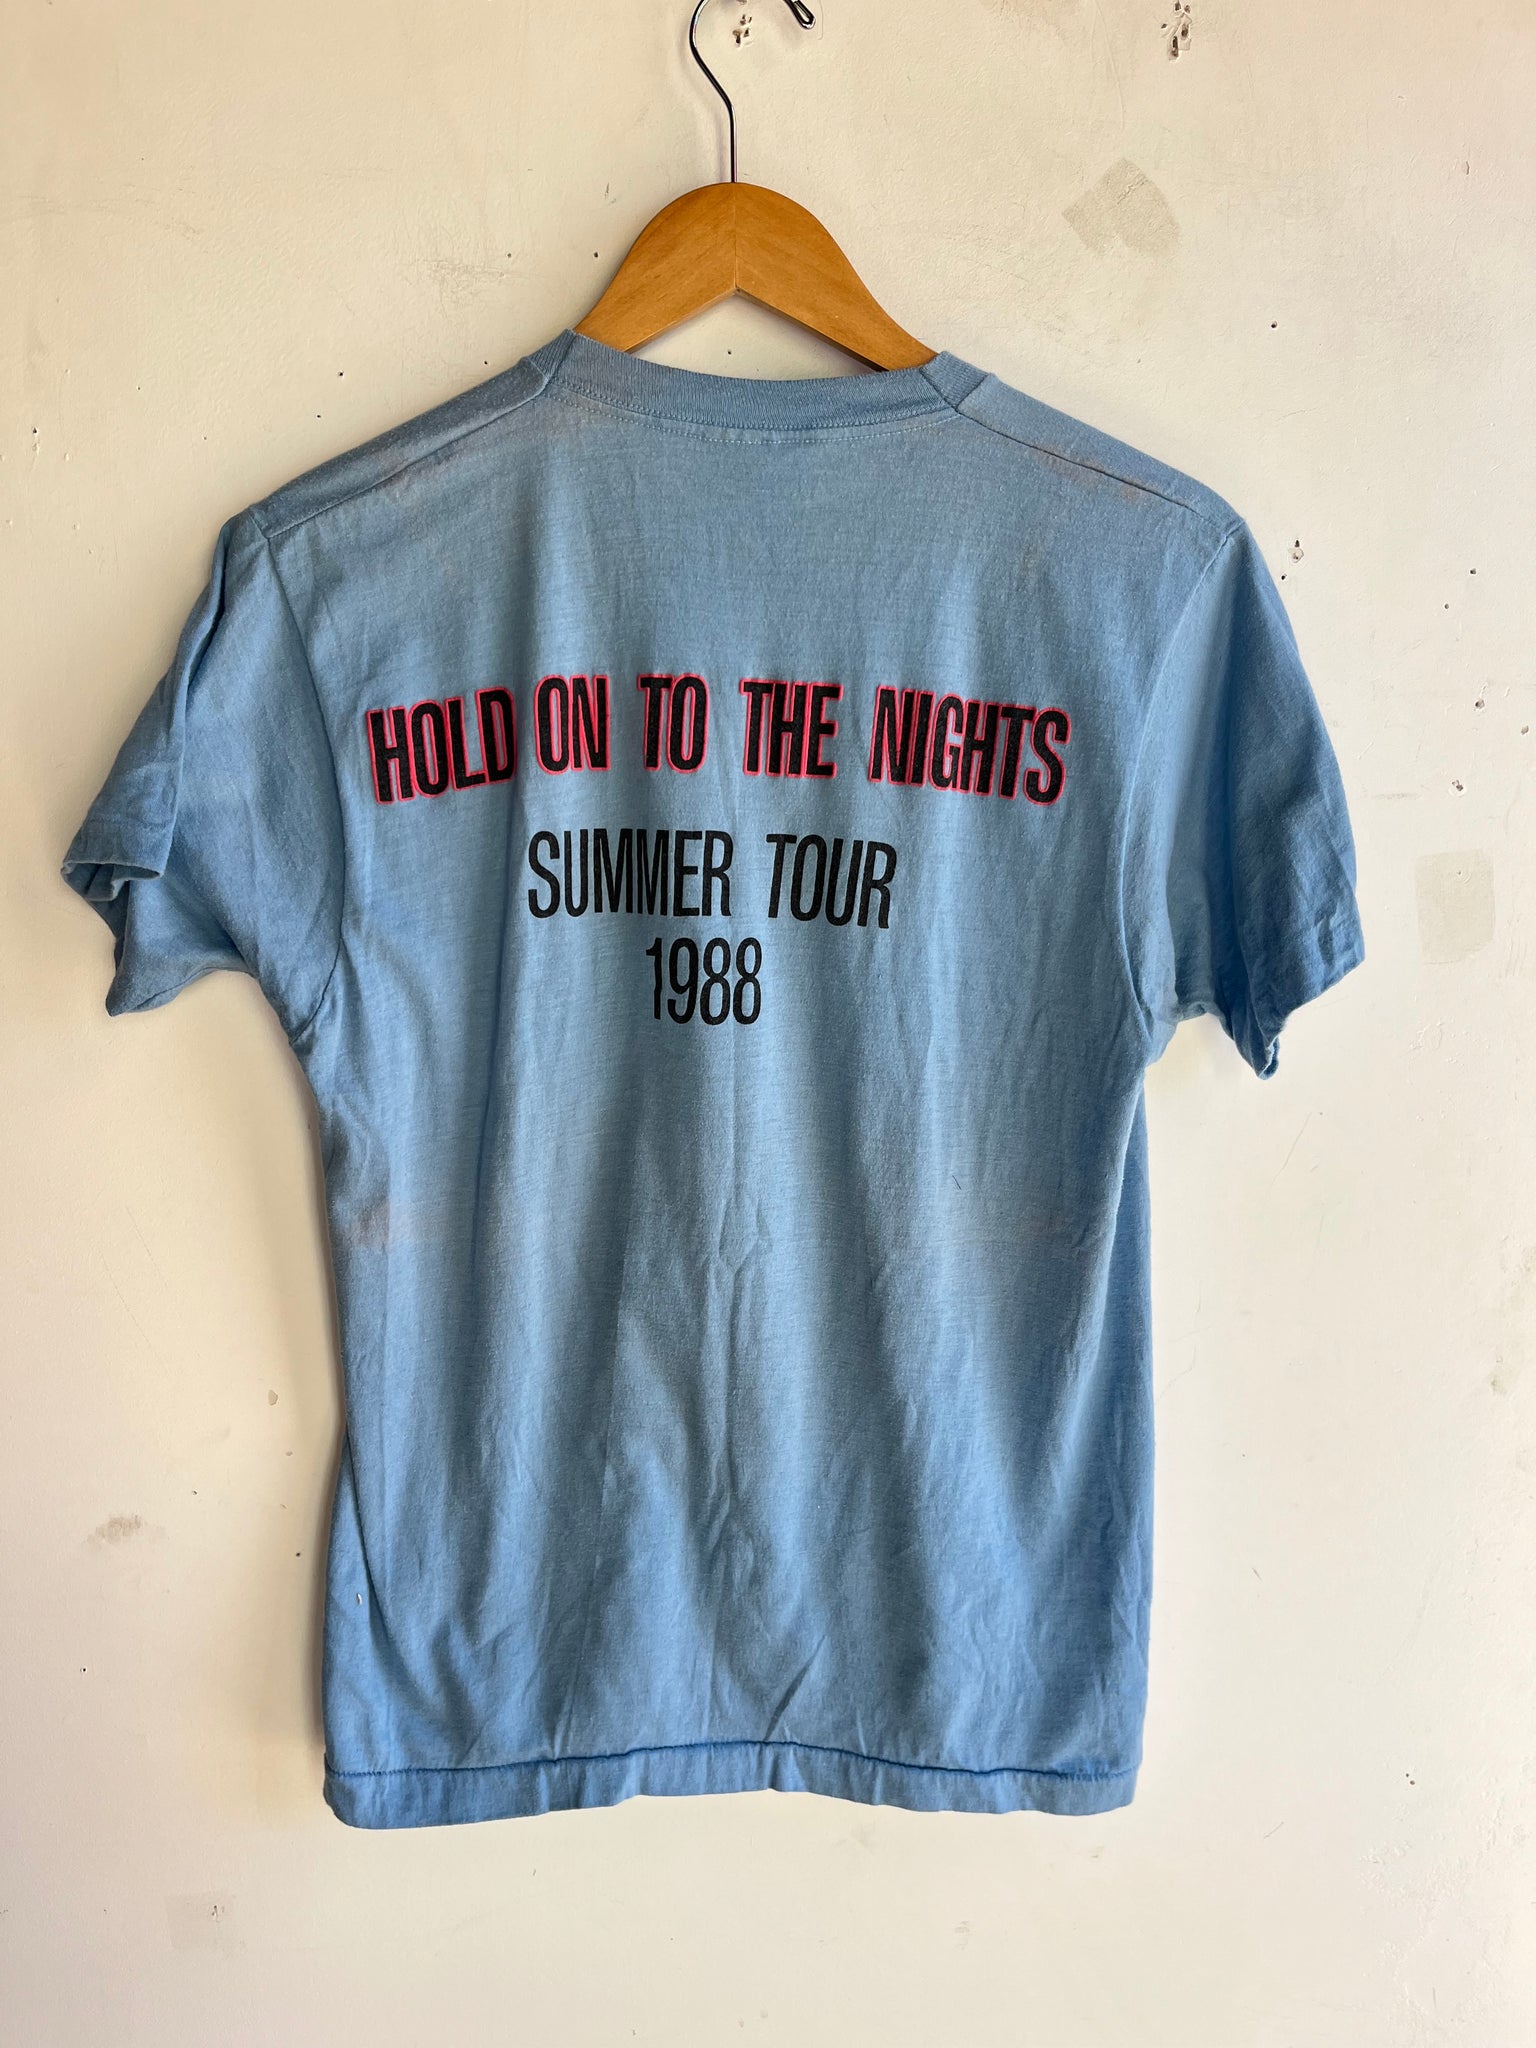 HOLD ON TO THE NIGHTS
SUMMER TOUR
1988